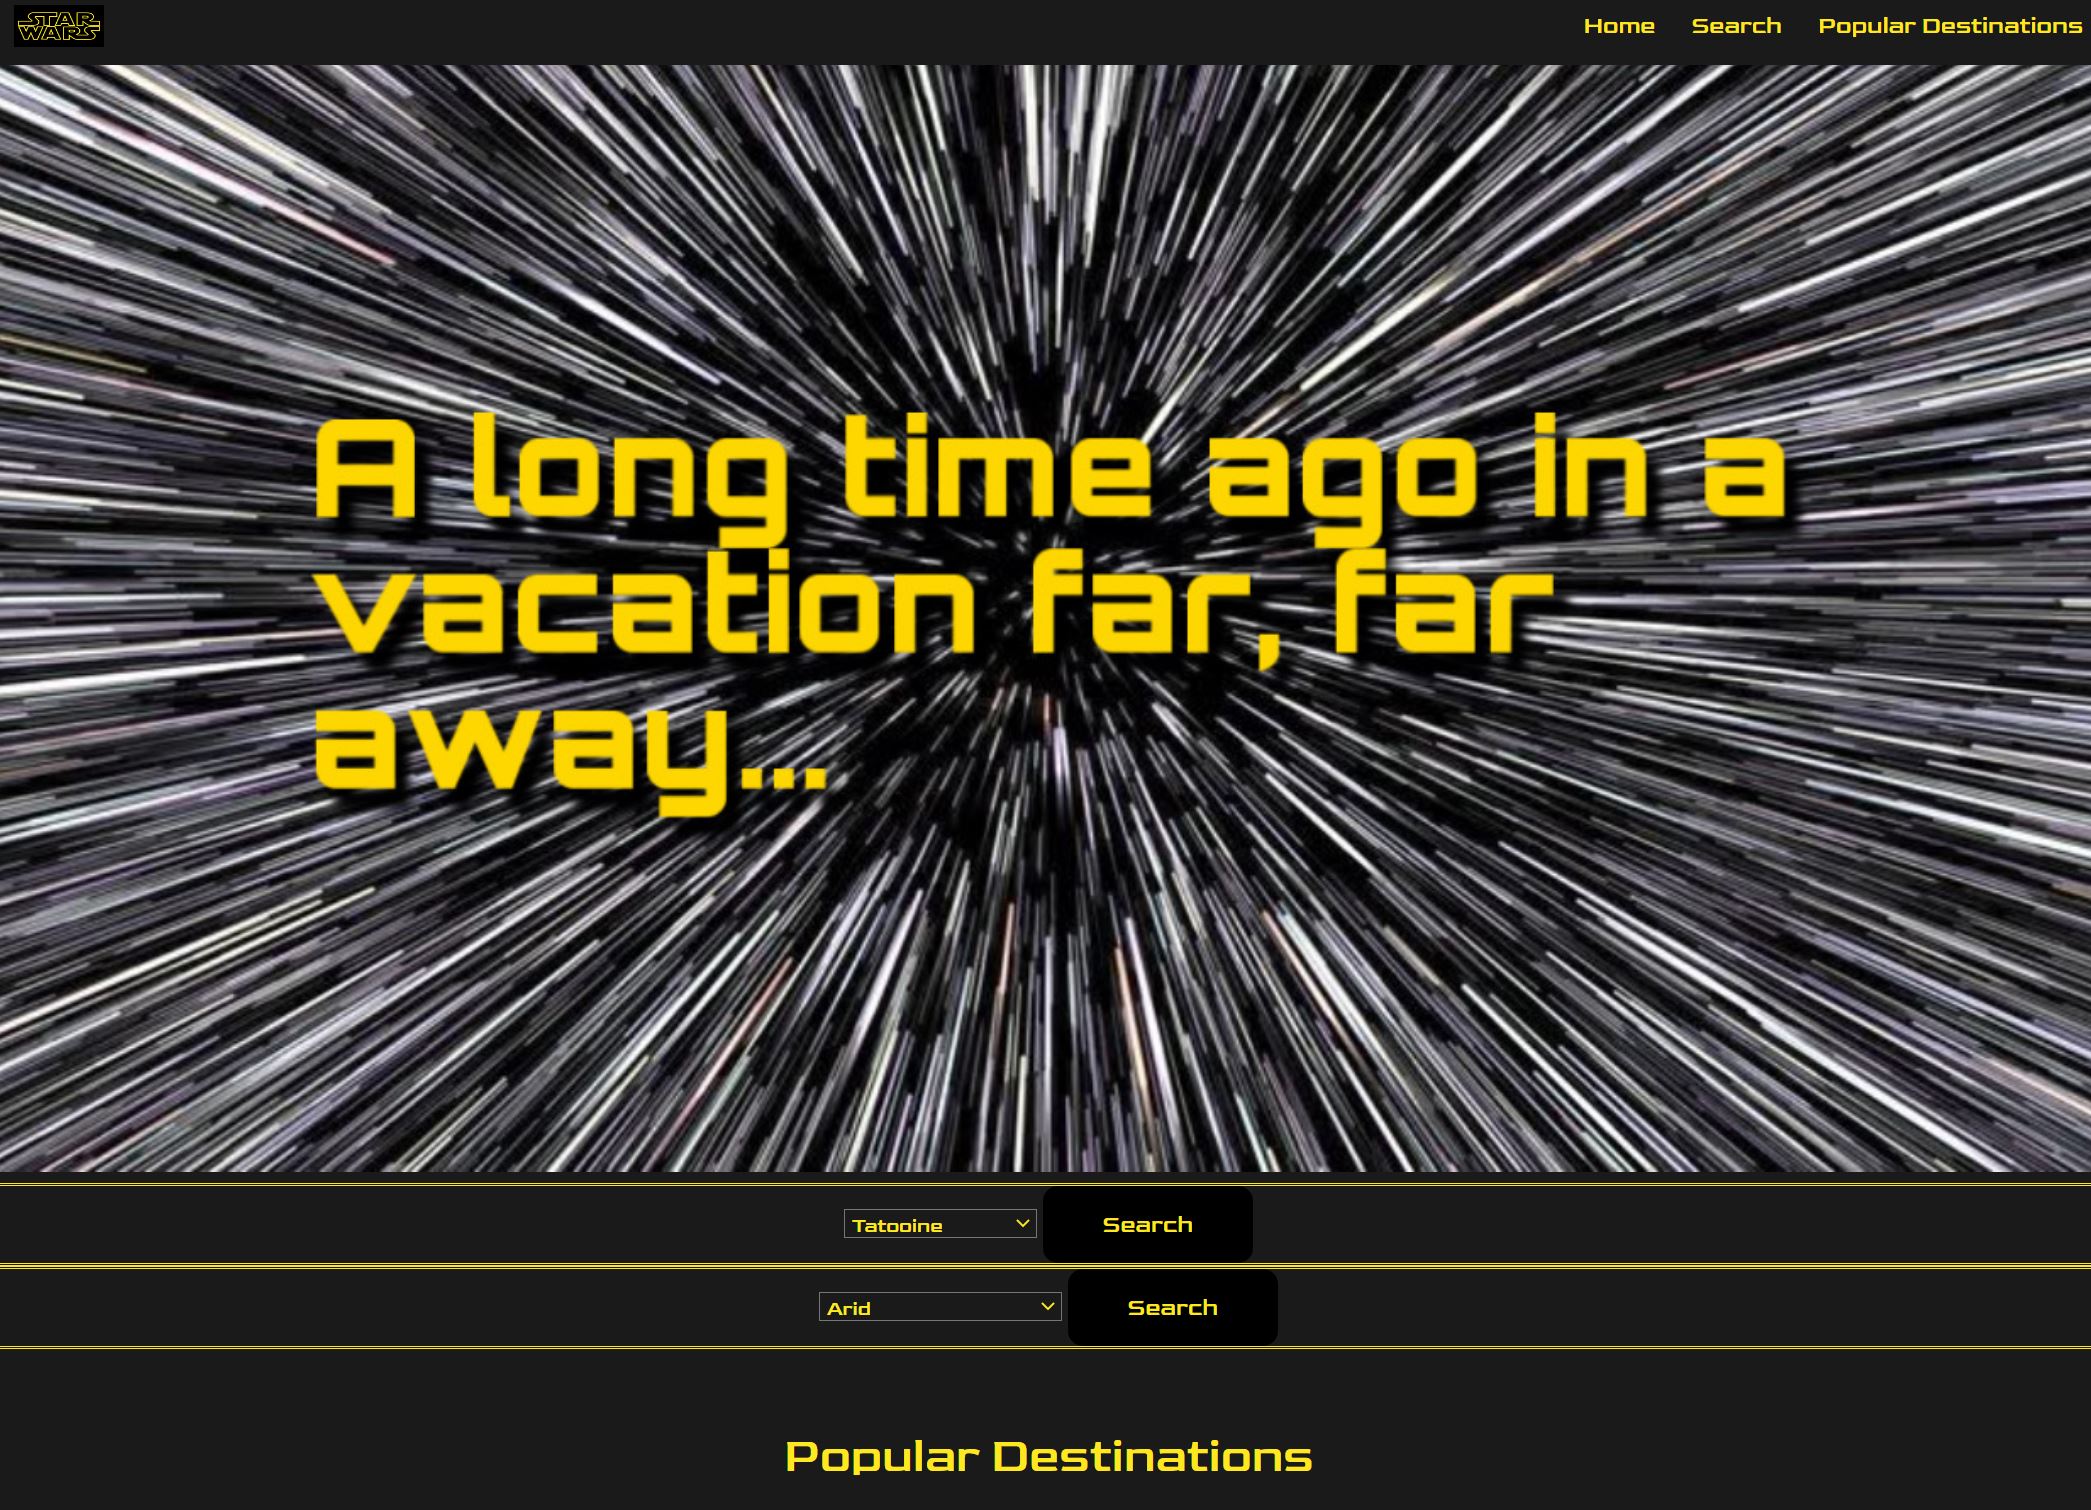 STAR
WARS
Home Search Popular Destinations
A long time ago in a
vacation far, far
away...
Tatooine Search
Arid Search
Popular Destinations